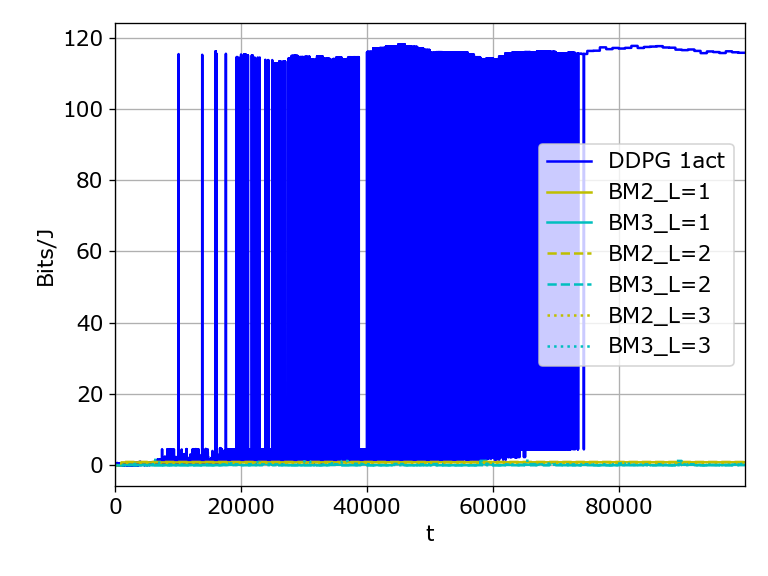 120
100
80
60
40
20
0
Bits/J
0 20000 40000 60000 80000
t
DDPG 1act
BM2_L=1
BM3_L=1
BM2_L=2
BM3_L=2
BM2_L=3
BM3_L=3